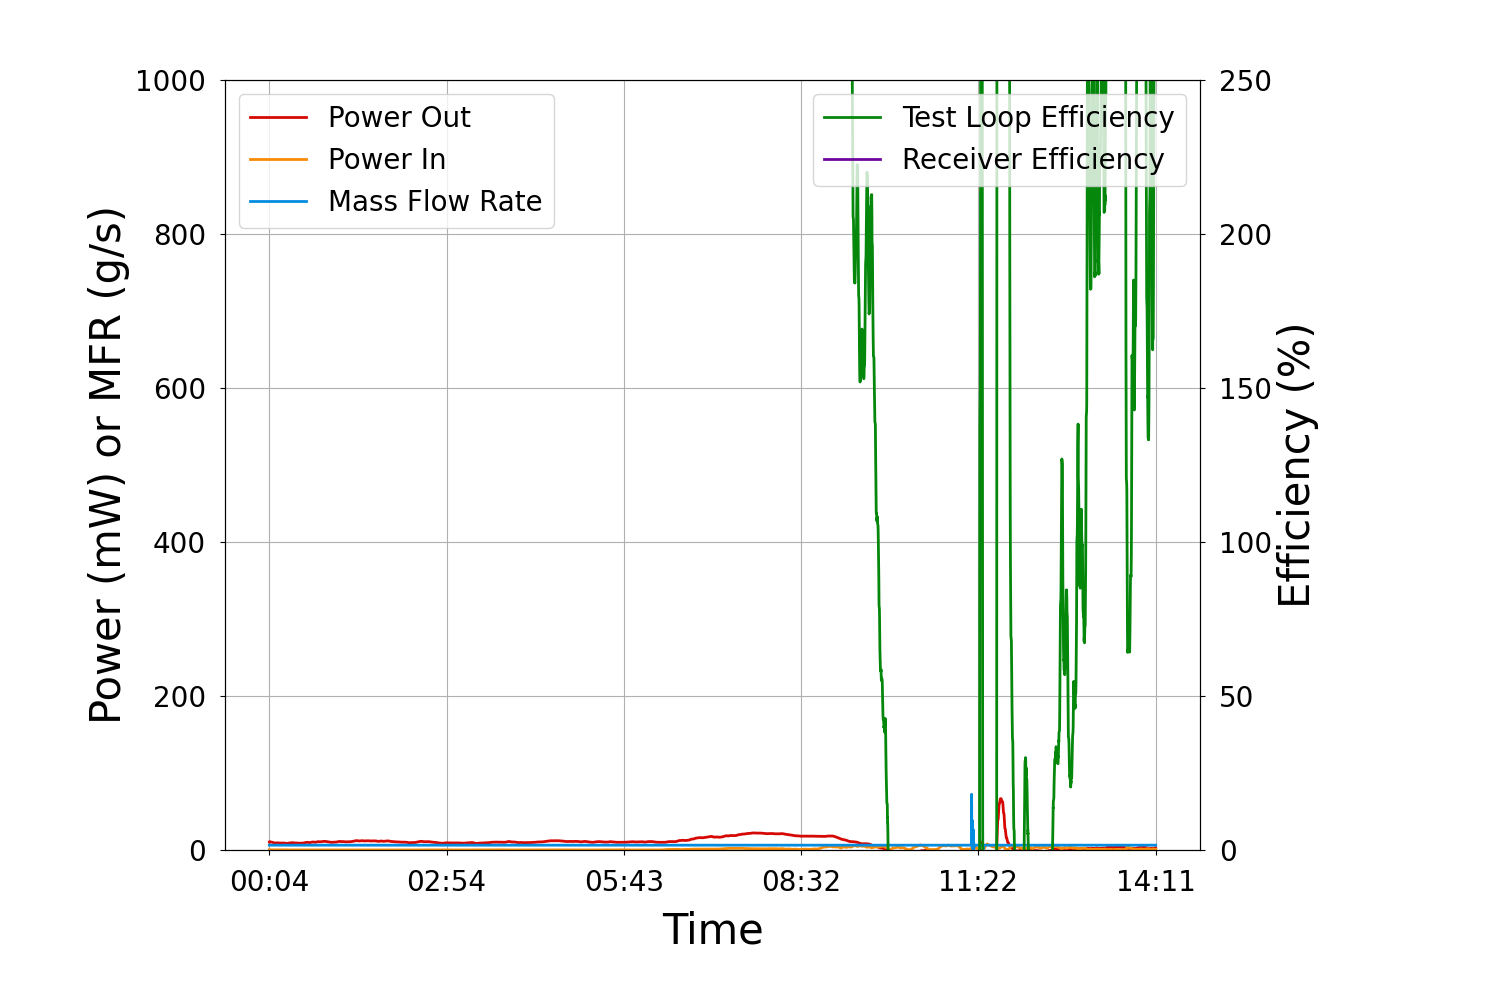 Power Out
Power In
Mass Flow Rate
Test Loop Efficiency
Receiver Efficiency
1000
800
600
400
200
0
Power (mW) or MFR (g/s)
250
200
150
100
50
0
Efficiency (%)
00:04 02:54 05:43 08:32 11:22 14:11
Time